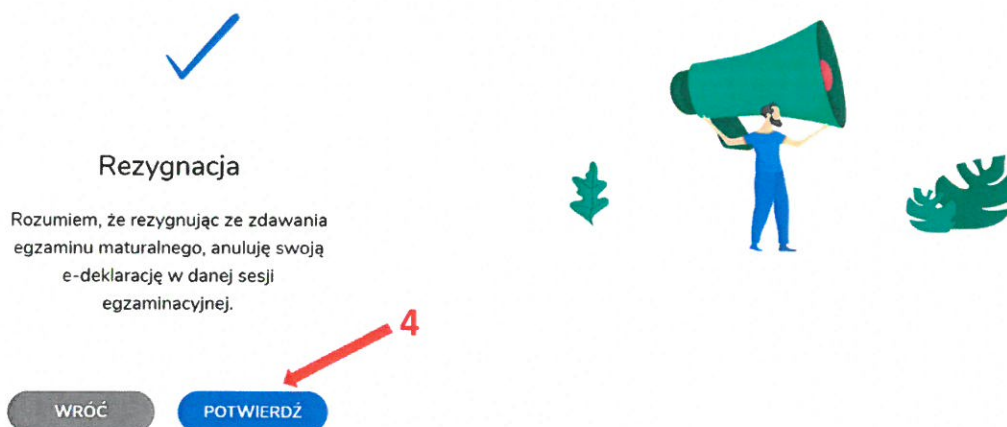 Rezygnacja
Rozumiem, że rezygnując ze zdawania
egzaminu maturalnego, anuluję swoją
e-deklarację w danej sesji
egzaminacyjnej.
4
WRÓĆ
POTWIERDŹ